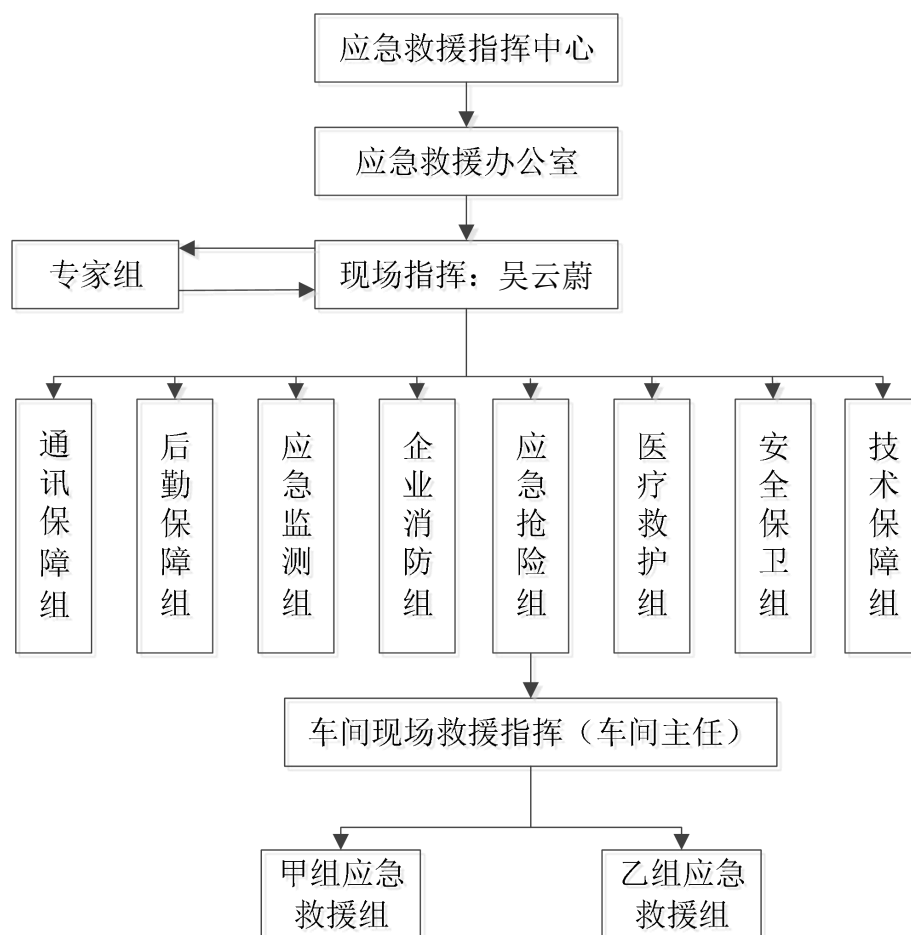 应急救援指挥中心
应急救援办公室
专家组
现场指挥：吴云蔚
通讯保障组
后勤保障组
应急监测组
企业消防组
应急抢险组
医疗救护组
安全保卫组
技术保障组
车间现场救援指挥（车间主任）
甲组应急
救援组
乙组应急
救援组